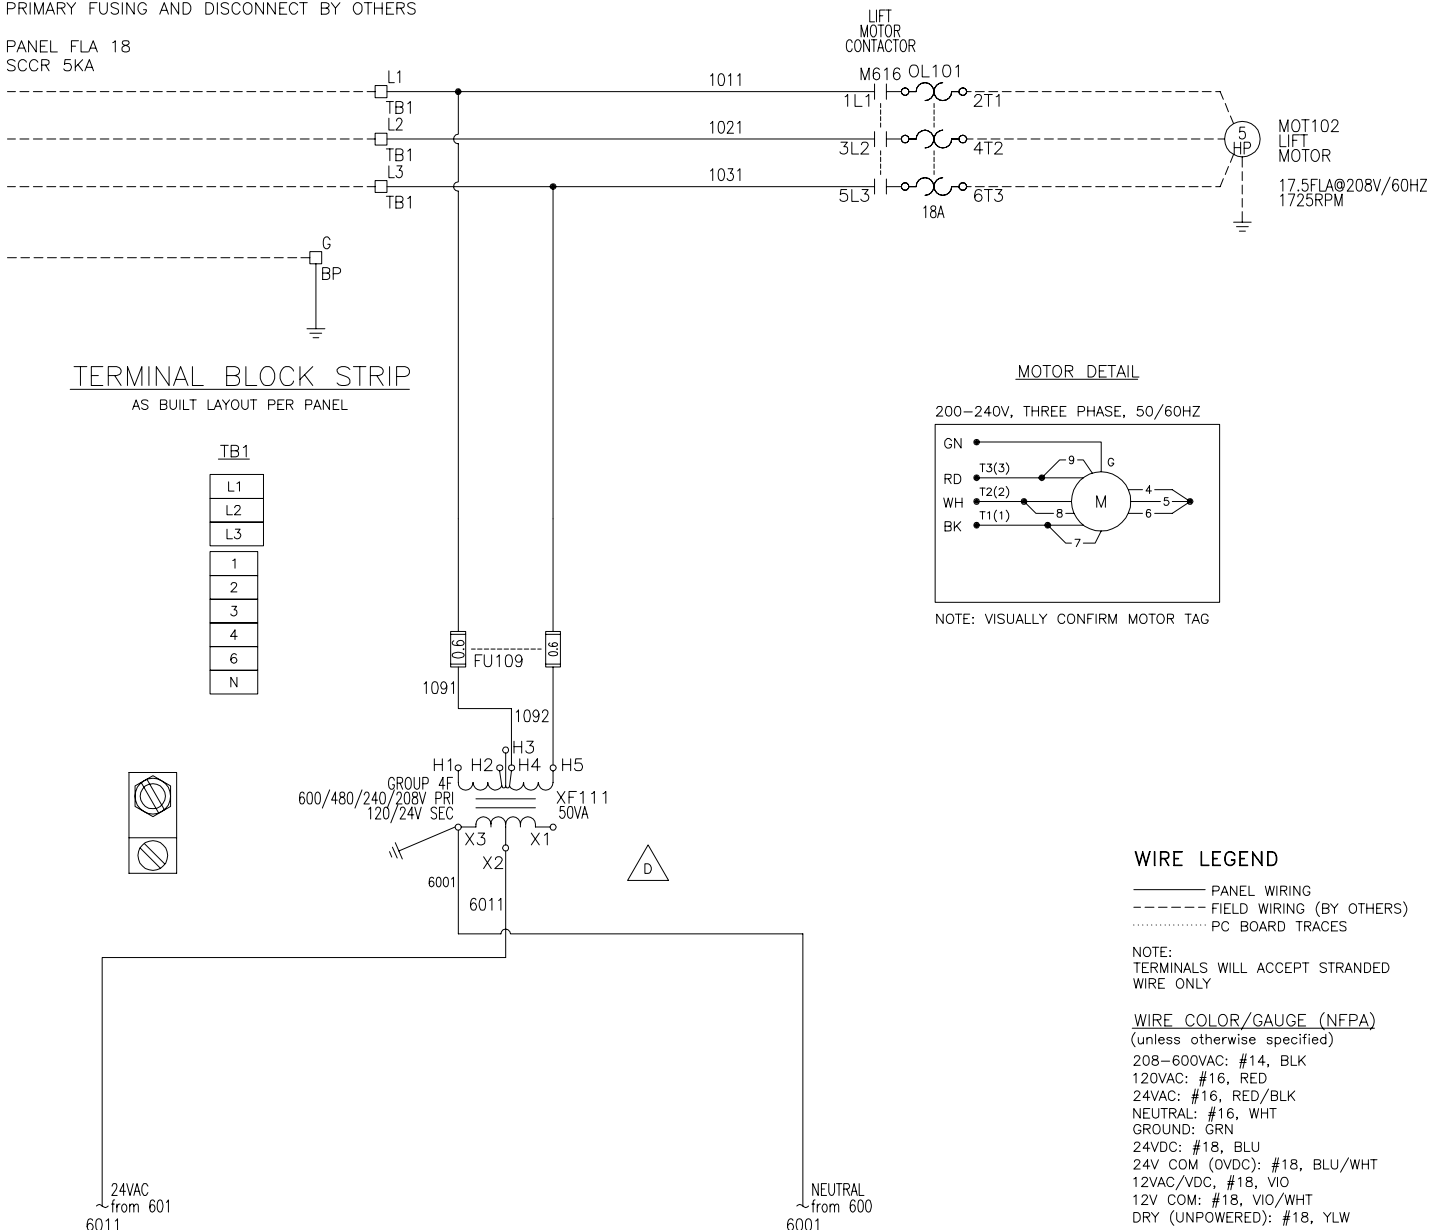 PRIMARY FUSING AND DISCONNECT BY OTHERS
PANEL FLA 18
SCCR 5KA
LIFT
MOTOR
CONTACTOR
M616 OL101
L1
TB1
1011
1L1
2T1
L2
TB1
1021
3L2
4T2
L3
TB1
1031
5L3
6T3
18A
5
HP
MOT102
LIFT
MOTOR
17.5FLA@208V/60HZ
1725RPM
G
BP
TERMINAL BLOCK STRIP
AS BUILT LAYOUT PER PANEL
TB1
L1
L2
L3
1
2
3
4
6
N
MOTOR DETAIL
200-240V, THREE PHASE, 50/60HZ
GN
RD T3(3)
WH T2(2)
BK T1(1)
9
G
M
8
7
4
5
6
NOTE: VISUALLY CONFIRM MOTOR TAG
0.6
FU109
0.6
1091
1092
H3
H1 H2 H4 H5
GROUP 4F
600/480/240/208V PRI
120/24V SEC
XF111
50VA
X3 X1
X2
6001
6011
D
WIRE LEGEND
PANEL WIRING
FIELD WIRING (BY OTHERS)
PC BOARD TRACES
NOTE:
TERMINALS WILL ACCEPT STRANDED
WIRE ONLY
WIRE COLOR/GAUGE (NFPA)
(unless otherwise specified)
208-600VAC: #14, BLK
120VAC: #16, RED
24VAC: #16, RED/BLK
NEUTRAL: #16, WHT
GROUND: GRN
24VDC: #18, BLU
24V COM (0VDC): #18, BLU/WHT
12VAC/VDC, #18, VIO
12V COM: #18, VIO/WHT
DRY (UNPOWERED): #18, YLW
24VAC
from 601
6011
NEUTRAL
from 600
6001